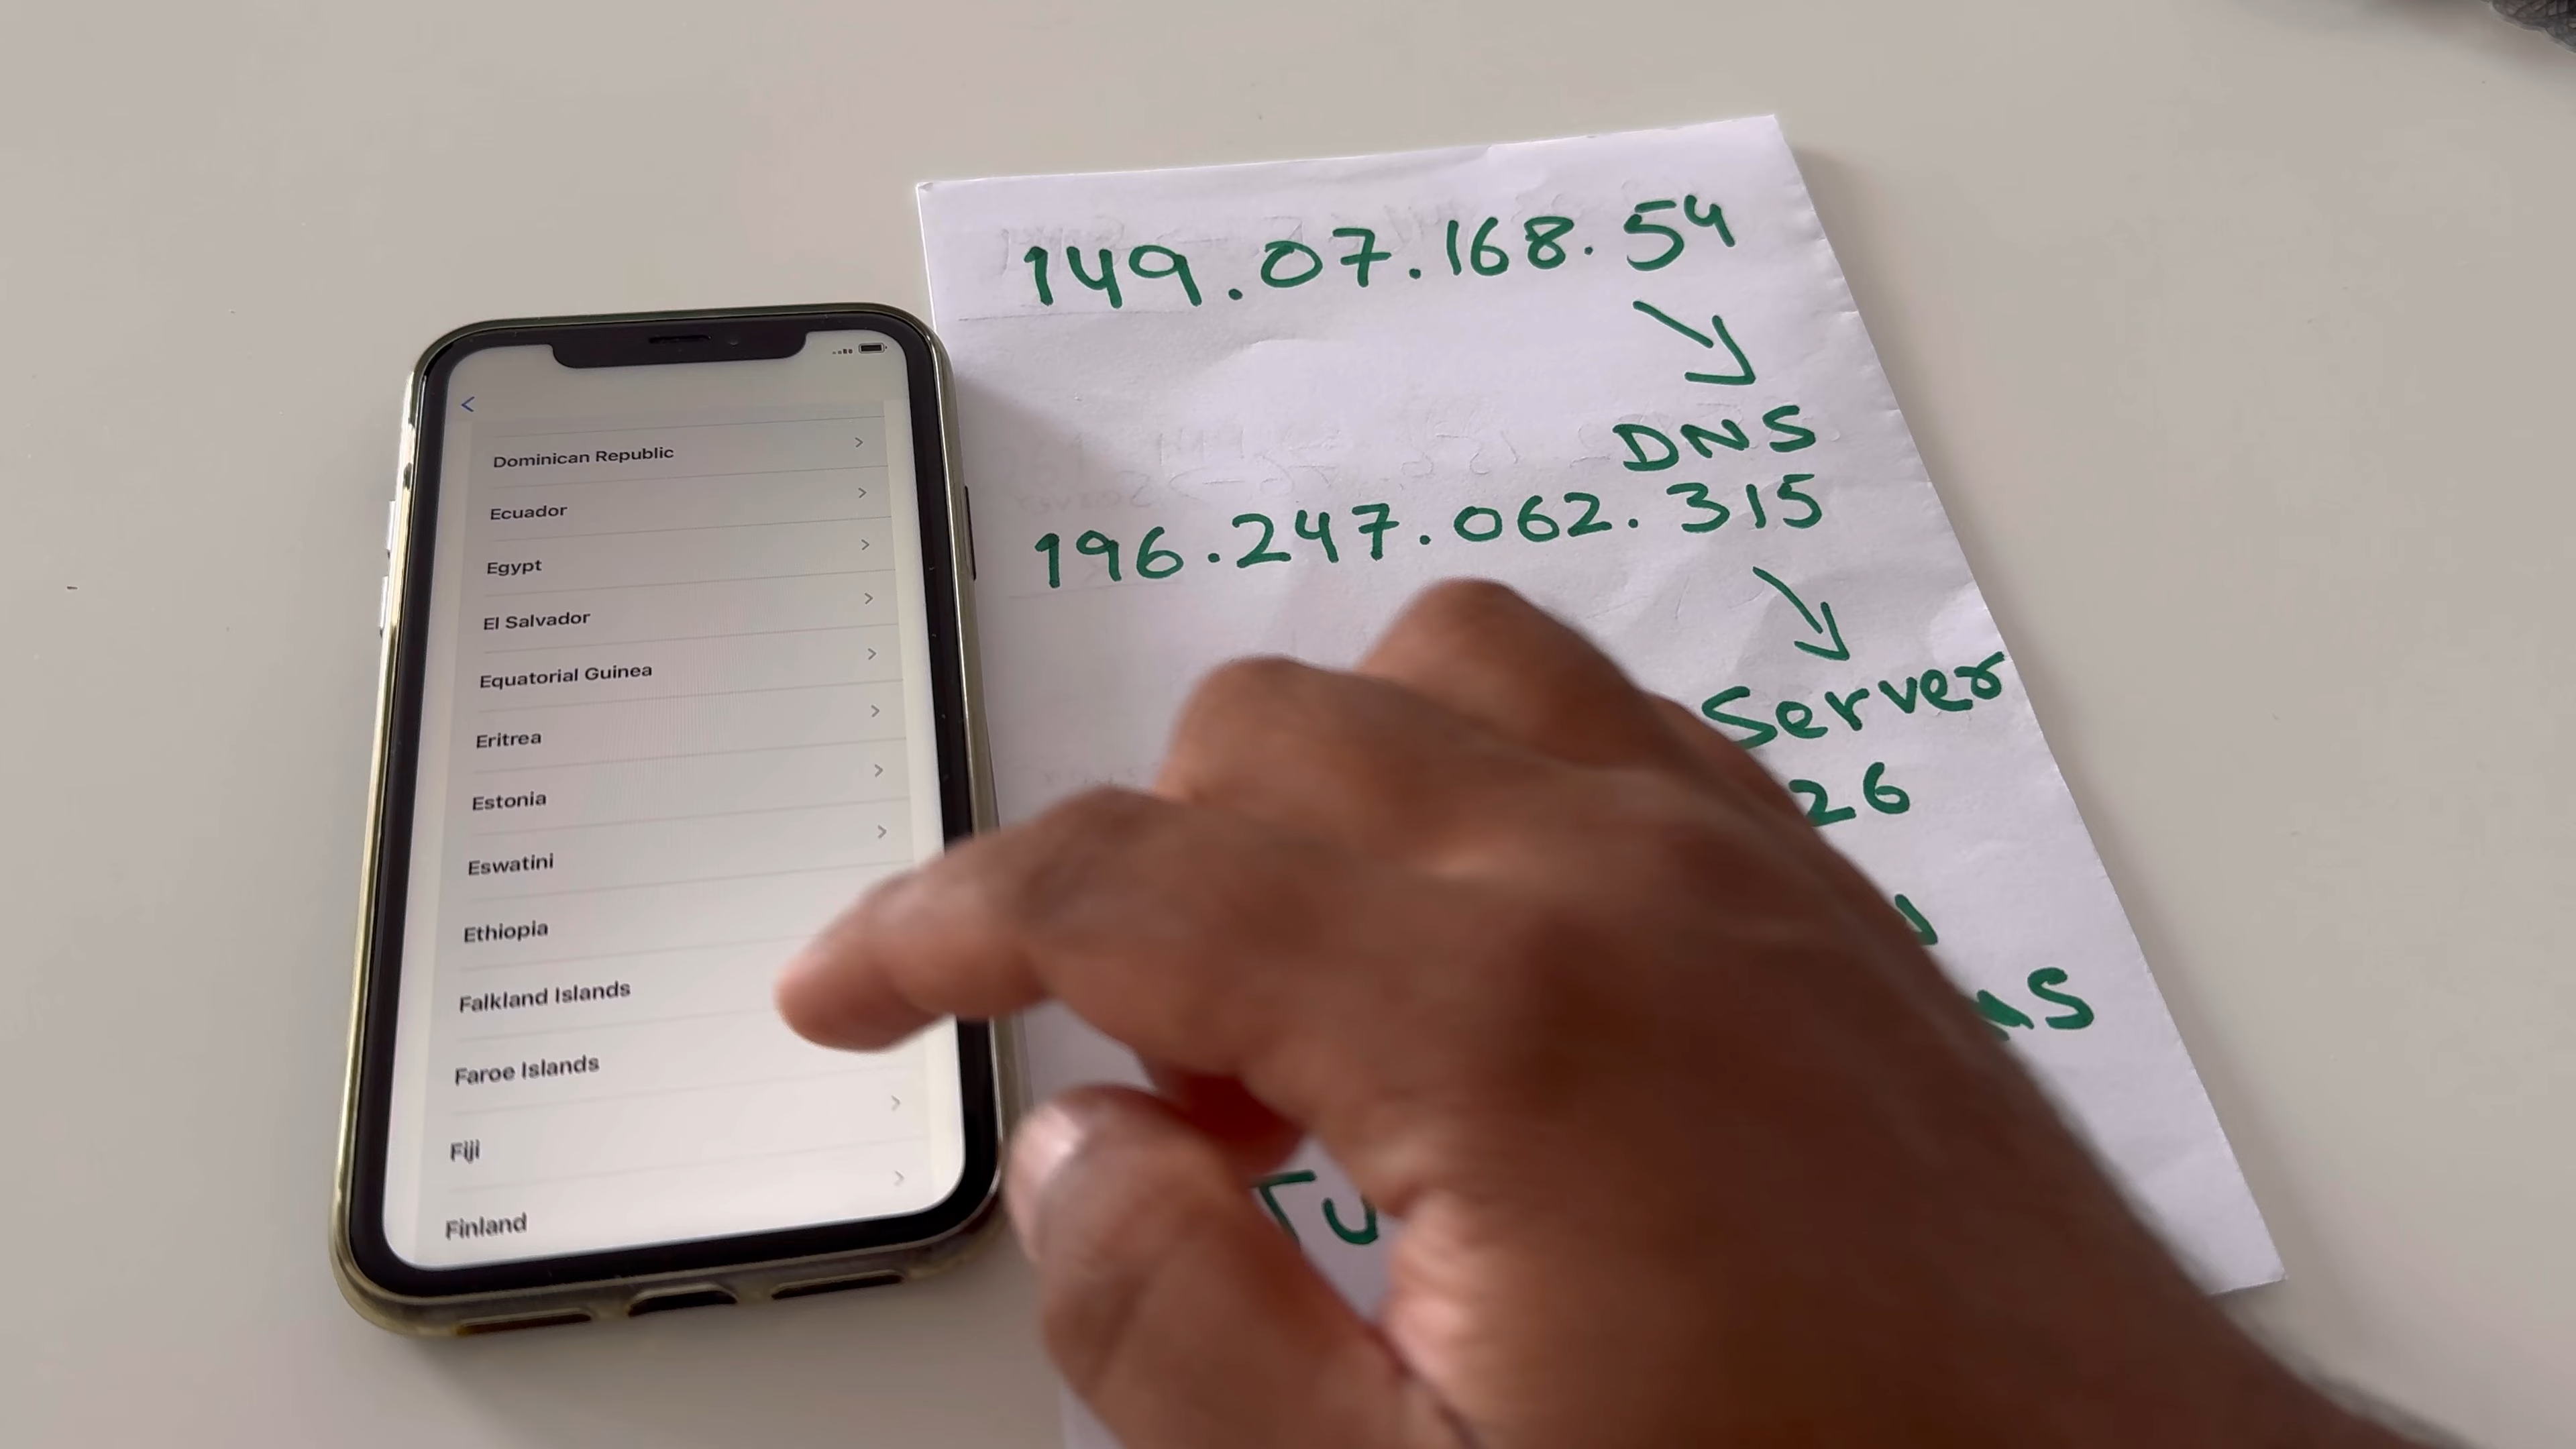 Dominican Republic
Ecuador
Egypt
El Salvador
Equatorial Guinea
Eritrea
Estonia
Eswatini
Ethiopia
Falkland Islands
Faroe Islands
Fiji
Finland
149.07.168.54
DNS
196.247.062.315
Server
26